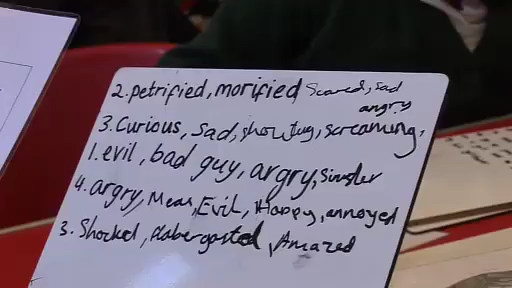 2. petrified, morified Scared, sad
angry
3. Curious, sad, showtug, screaming,
1. evil, bad guy, argry, sinster
4. argry, Mean, Evil, Happy, annoyed
3. Shocked, flabergasted, Amazed